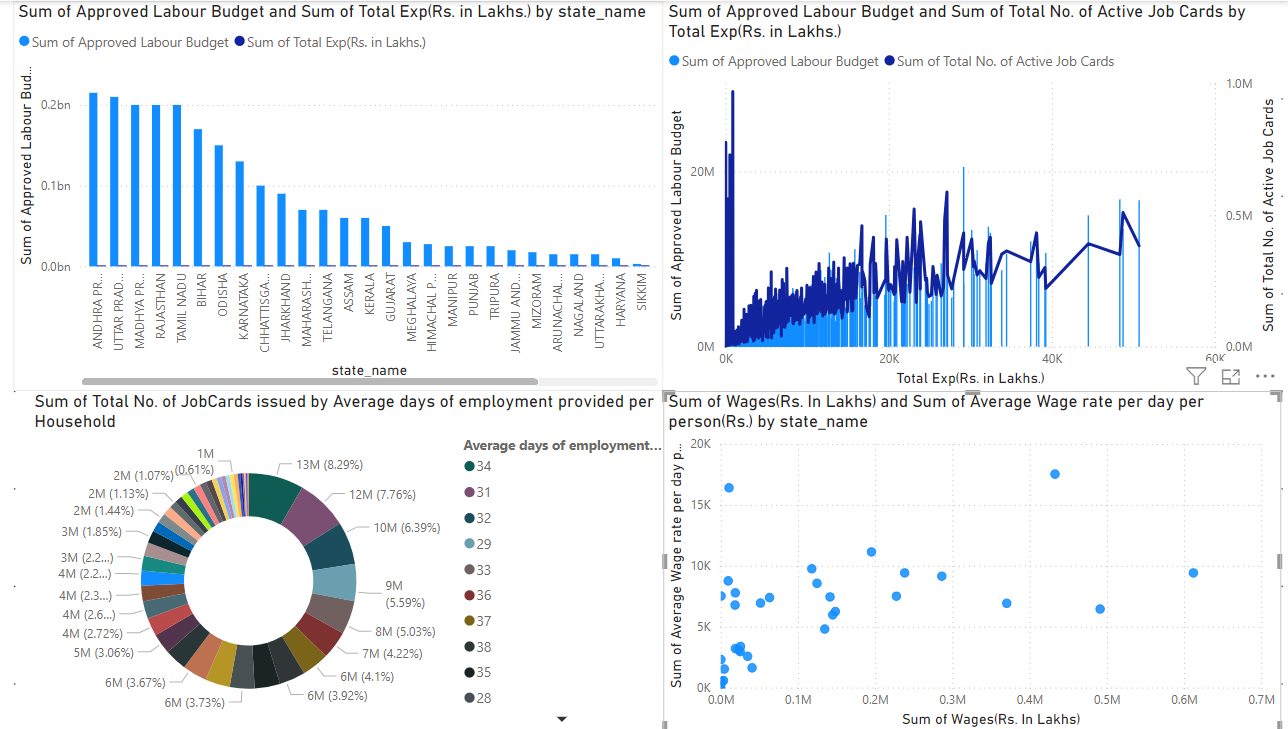 Sum of Approved Labour Budget and Sum of Total Exp(Rs. in Lakhs.) by state_name
Sum of Approved Labour Budget Sum of Total Exp(Rs. in Lakhs.)
Sum of Approved Labour Bud...
0.2bn
0.1bn
0.0bn
ANDHRA PR...
UTTAR PRAD...
MADHYA PR...
RAJASTHAN
TAMIL NADU
BIHAR
ODISHA
KARNATAKA
CHHATTISGA...
JHARKHAND
MAHARASH...
TELANGANA
ASSAM
KERALA
GUJARAT
MEGHALAYA
HIMACHAL P...
MANIPUR
PUNJAB
TRIPURA
JAMMU AND...
MIZORAM
ARUNACHAL...
NAGALAND
UTTARAKHA...
HARYANA
SIKKIM
state_name
Sum of Approved Labour Budget and Sum of Total No. of Active Job Cards by
Total Exp(Rs. in Lakhs.)
Sum of Approved Labour Budget Sum of Total No. of Active Job Cards
Sum of Approved Labour Budget
20M
0M
1.0M
0.5M
0.0M
Sum of Total No. of Active Job Cards
0K 20K 40K 60K
Total Exp(Rs. in Lakhs.)
Sum of Total No. of JobCards issued by Average days of employment provided per
Household
13M (8.29%)
12M (7.76%)
10M (6.39%)
9M
(5.59%)
8M (5.03%)
7M (4.22%)
6M (4.1%)
6M (3.92%)
6M (3.73%)
6M (3.67%)
5M (3.06%)
4M (2.72%)
4M (2.6...)
4M (2.3...)
4M (2.2...)
3M (2.2...)
3M (1.85%)
2M (1.44%)
2M (1.13%)
2M (1.07%)
1M
(0.61%)
Average days of employment...
34
31
32
29
33
36
37
38
35
28
Sum of Wages(Rs. In Lakhs) and Sum of Average Wage rate per day per
person(Rs.) by state_name
Sum of Average Wage rate per day p...
20K
15K
10K
5K
0K
0.0M 0.1M 0.2M 0.3M 0.4M 0.5M 0.6M 0.7M
Sum of Wages(Rs. In Lakhs)